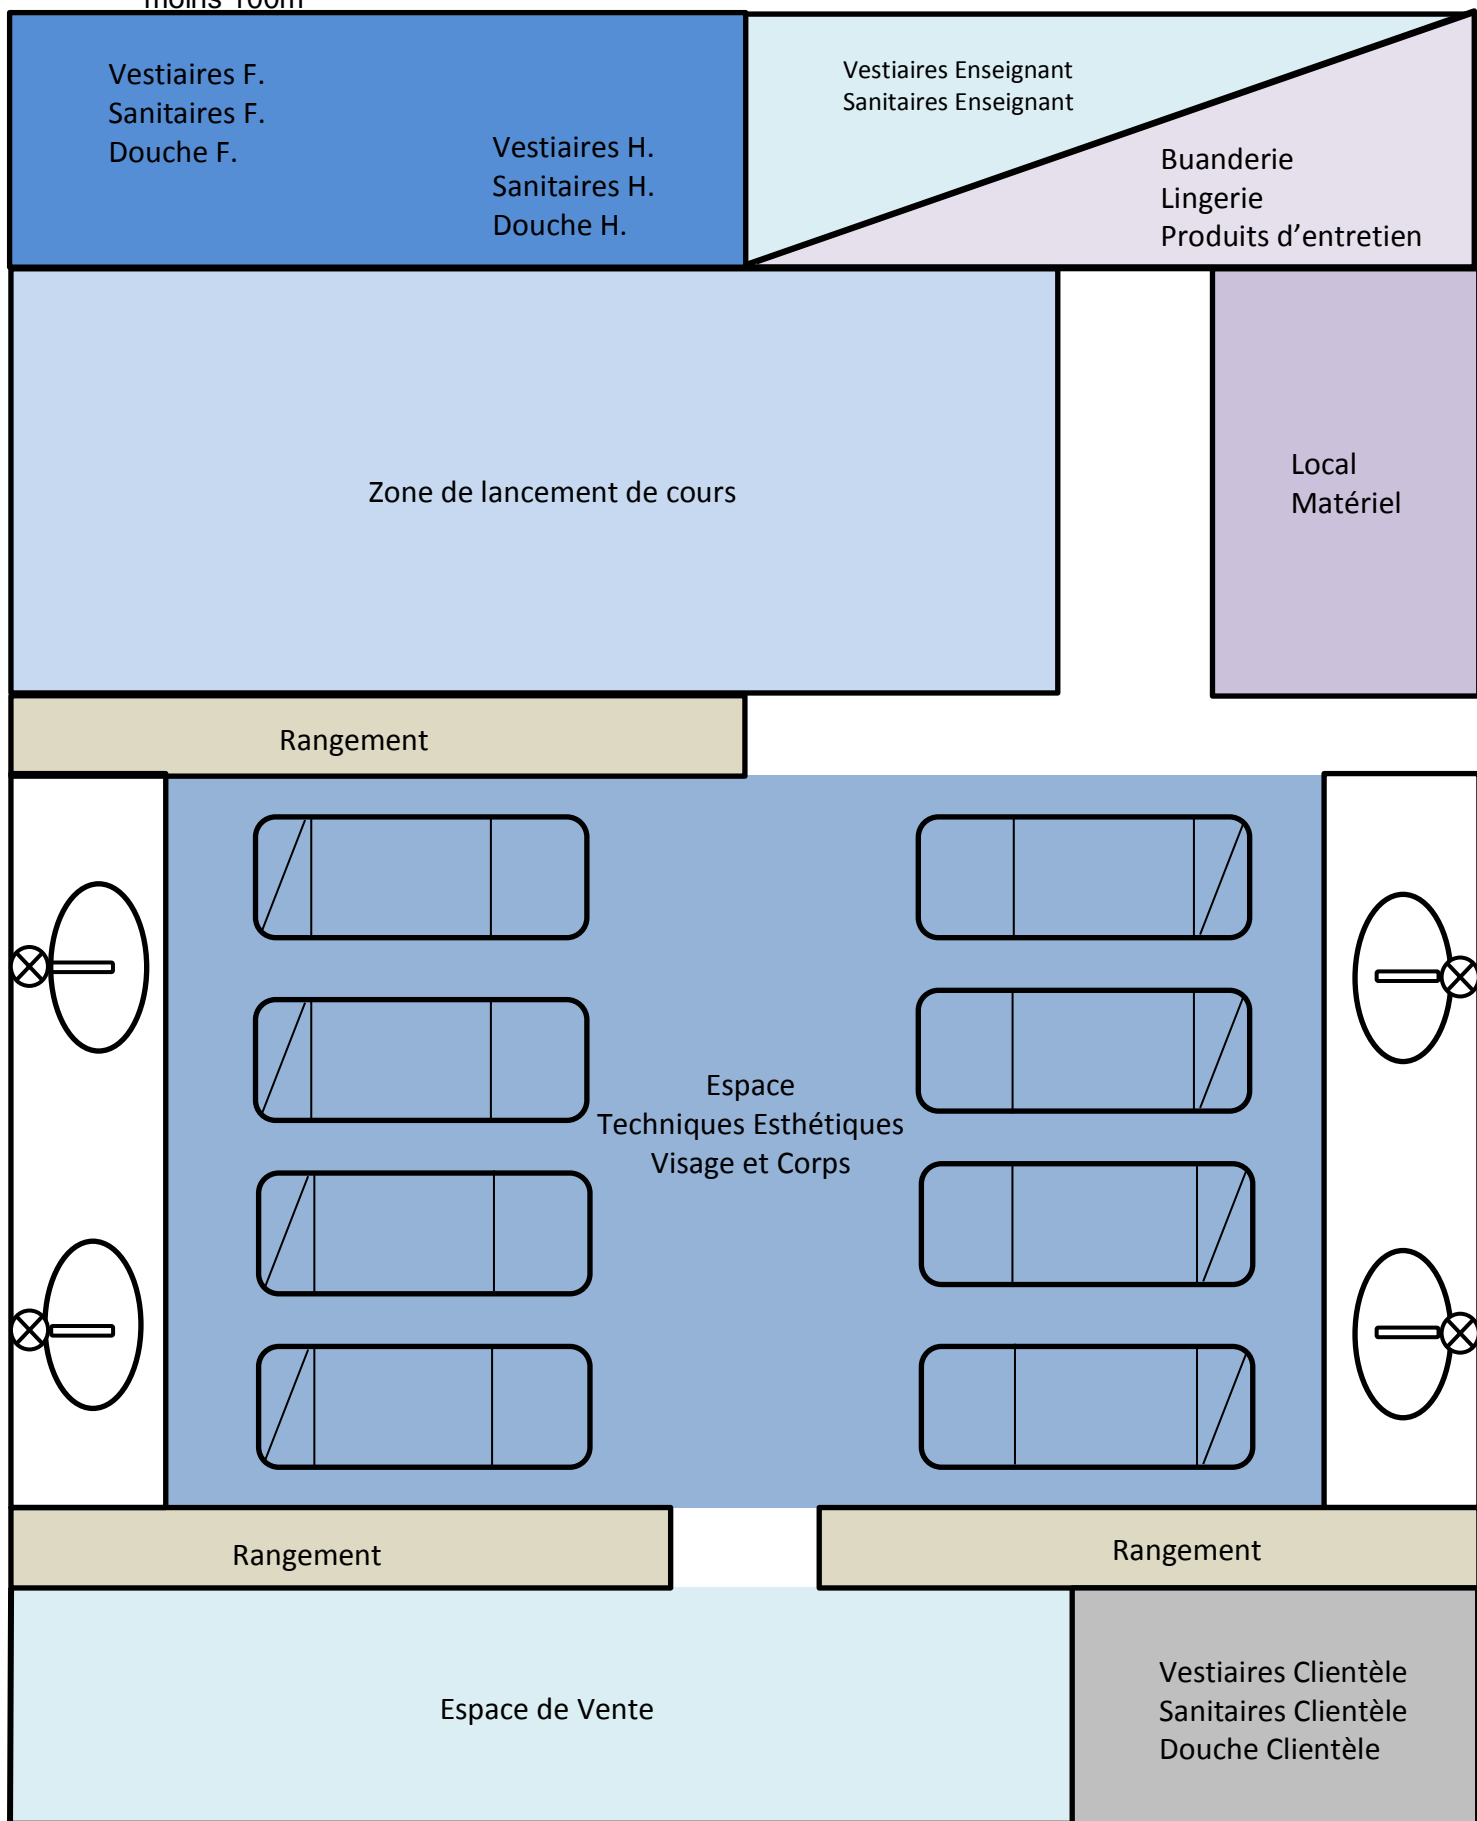 moins 100m
Vestiaires F.
Sanitaires F.
Douche F.
Vestiaires H.
Sanitaires H.
Douche H.
Vestiaires Enseignant
Sanitaires Enseignant
Buanderie
Lingerie
Produits d’entretien
Zone de lancement de cours
Local
Matériel
Rangement
Espace
Techniques Esthétiques
Visage et Corps
Rangement
Rangement
Espace de Vente
Vestiaires Clientèle
Sanitaires Clientèle
Douche Clientèle